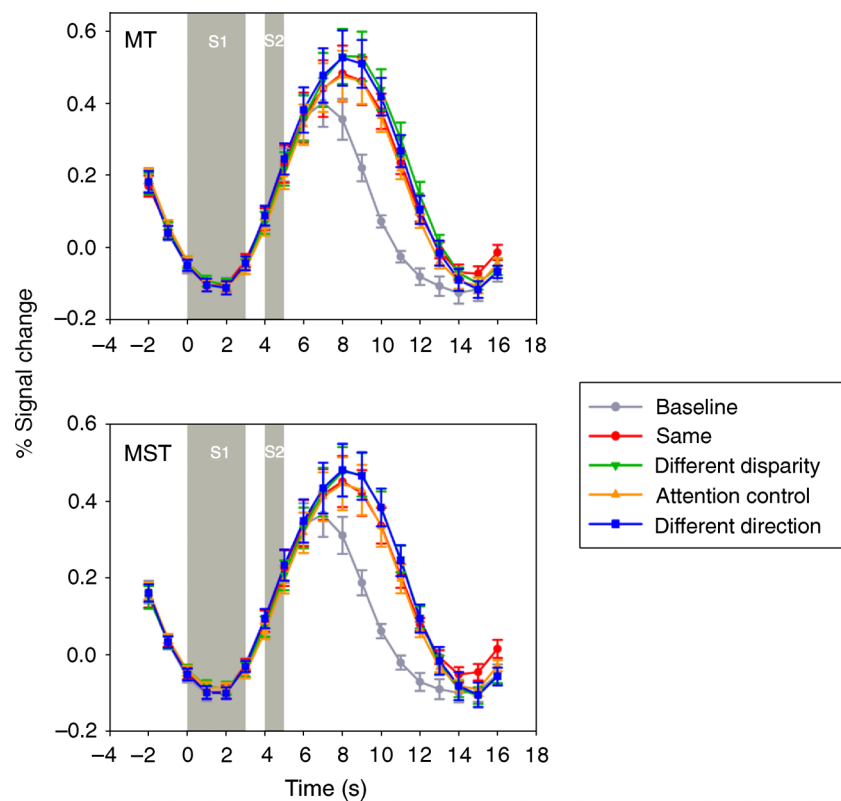 0.6
MT
S1
S2
0.4
0.2
0.0
–0.2
–4 –2 0 2 4 6 8 10 12 14 16 18
% Signal change
0.6
MST
S1
S2
0.4
0.2
0.0
–0.2
–4 –2 0 2 4 6 8 10 12 14 16 18
Time (s)
Baseline
Same
Different disparity
Attention control
Different direction